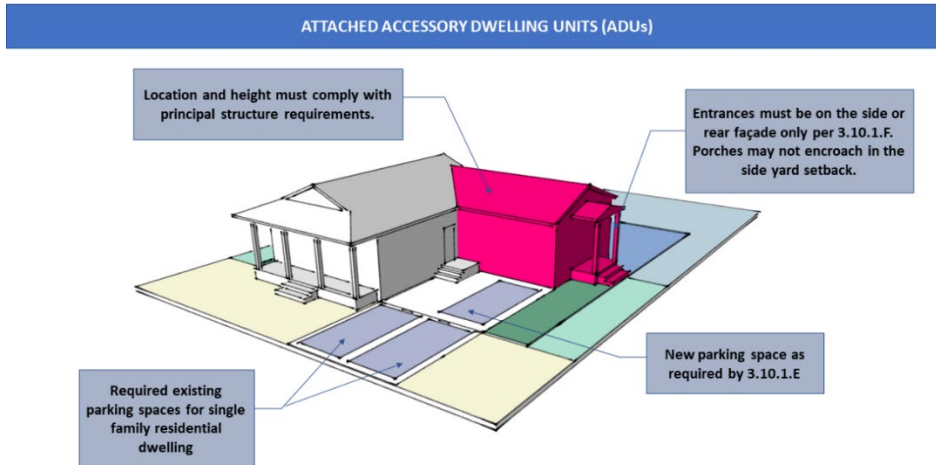 ATTACHED ACCESSORY DWELLING UNITS (ADUs)
Location and height must comply with
principal structure requirements.
Entrances must be on the side or
rear façade only per 3.10.1.F.
Porches may not encroach in the
side yard setback.
New parking space as
required by 3.10.1.E
Required existing
parking spaces for single
family residential
dwelling